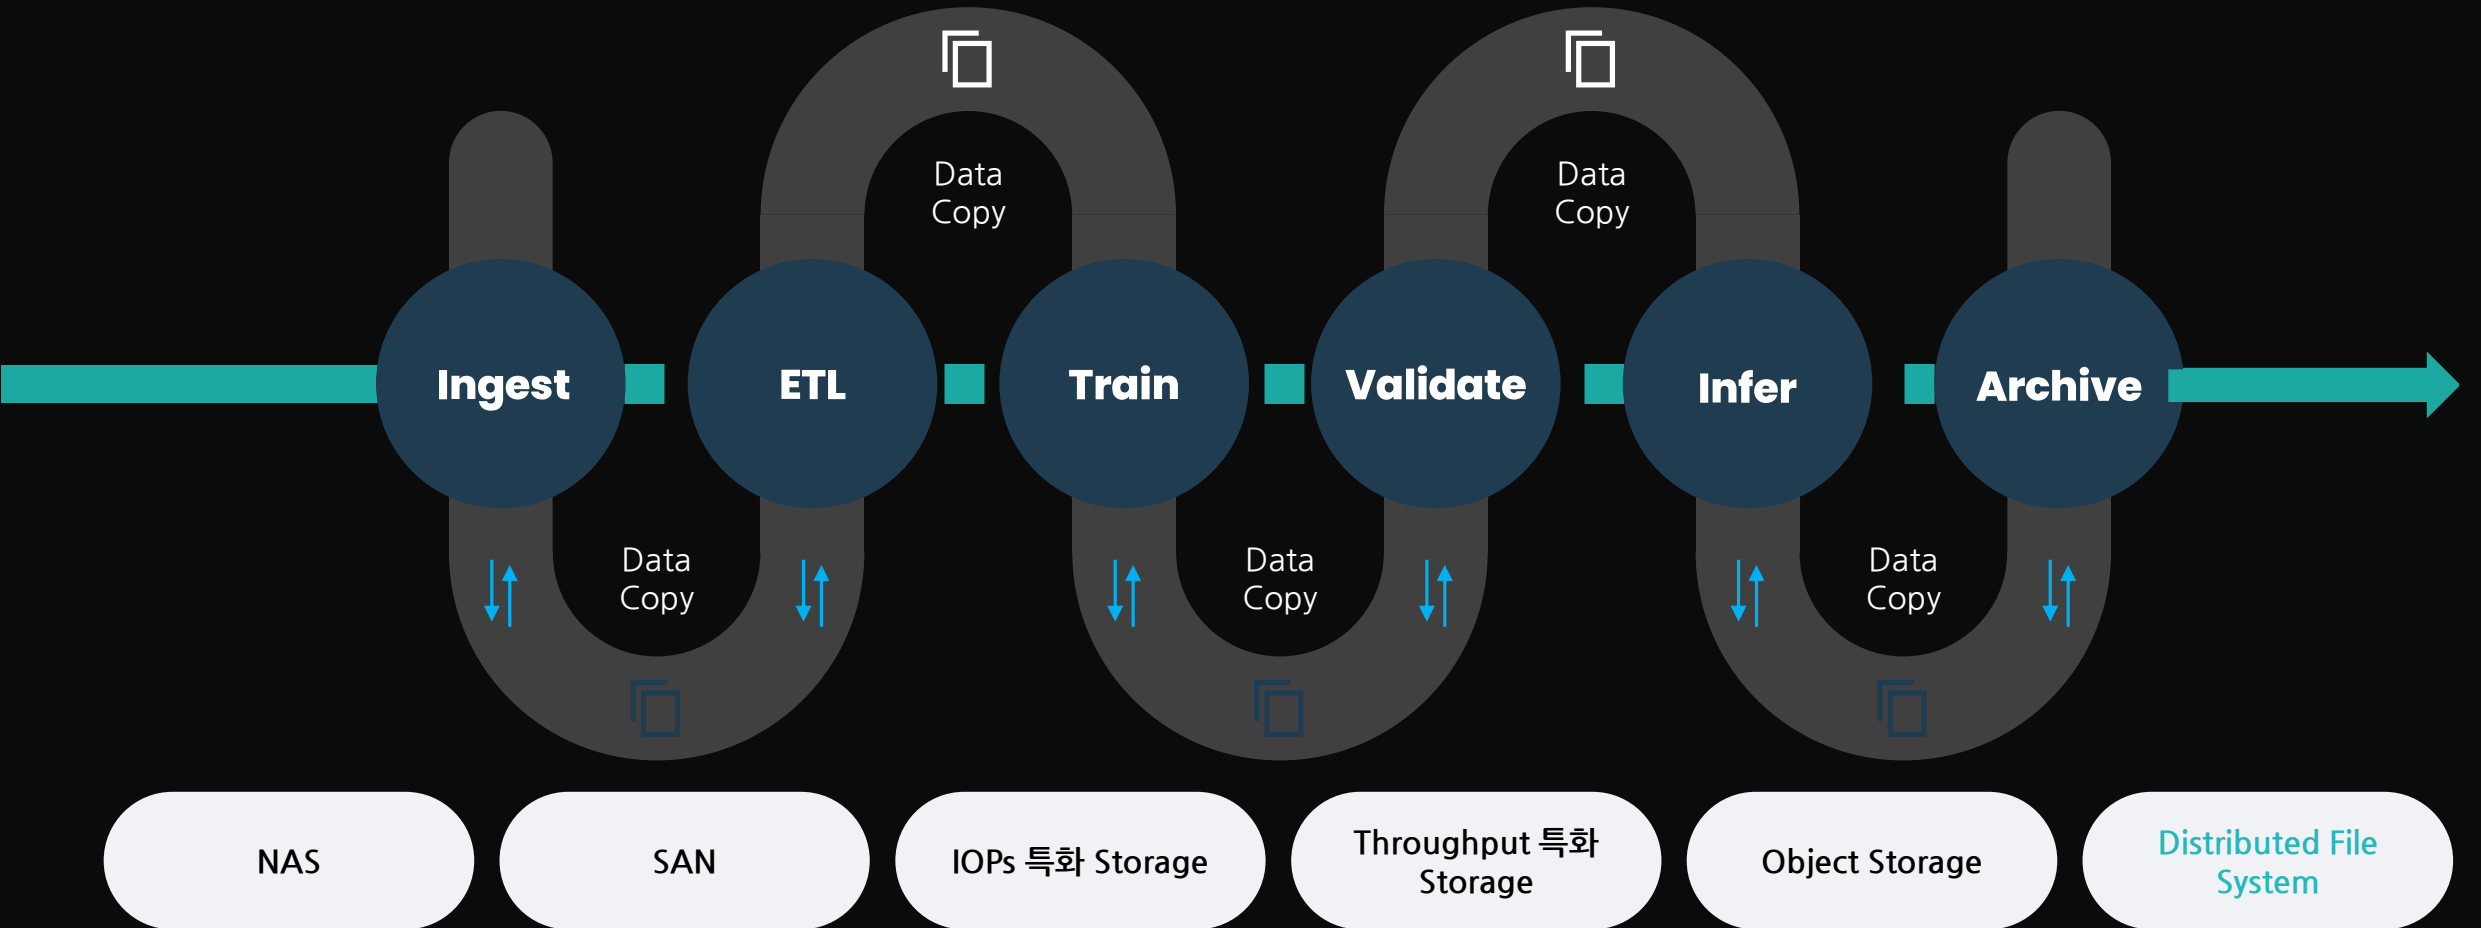 Data
Copy
Data
Copy
Ingest
ETL
Train
Validate
Infer
Archive
Data
Copy
Data
Copy
Data
Copy
NAS
SAN
IOPs 특화 Storage
Throughput 특화
Storage
Object Storage
Distributed File
System